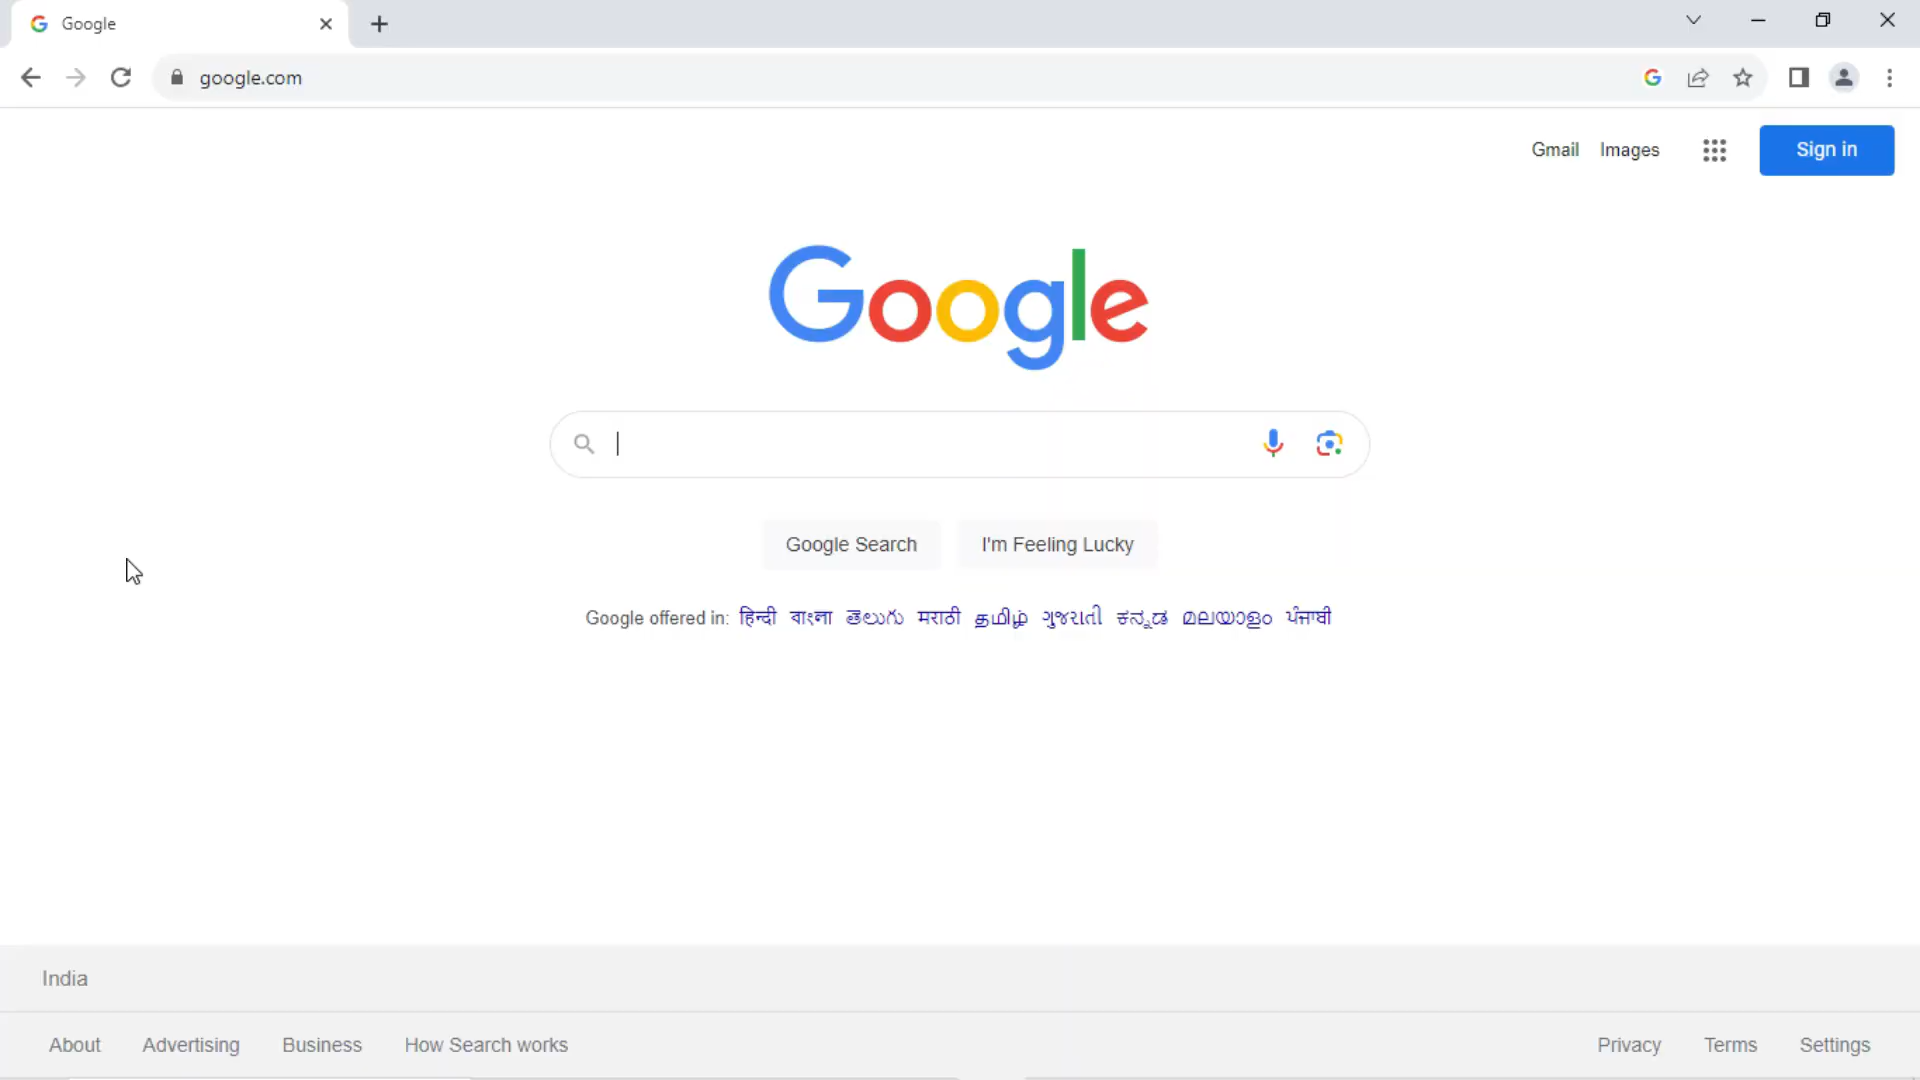 Google
google.com
Gmail Images Sign in
Google
Google Search I'm Feeling Lucky
Google offered in: हिन्दी বাংলা తెలుగు मराठी தமிழ் ગુજરાતી ಕನ್ನಡ മലയാളം ਪੰਜਾਬੀ
India
About Advertising Business How Search works Privacy Terms Settings